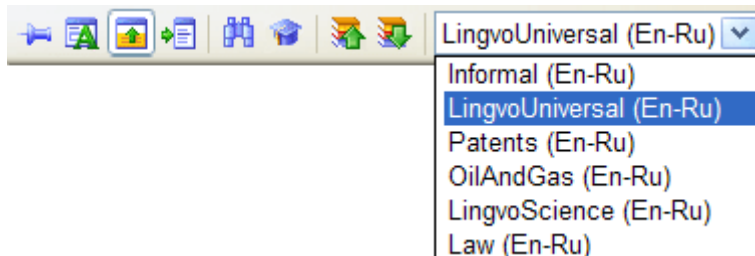 LingvoUniversal (En-Ru)
Informal (En-Ru)
LingvoUniversal (En-Ru)
Patents (En-Ru)
OilAndGas (En-Ru)
LingvoScience (En-Ru)
Law (En-Ru)